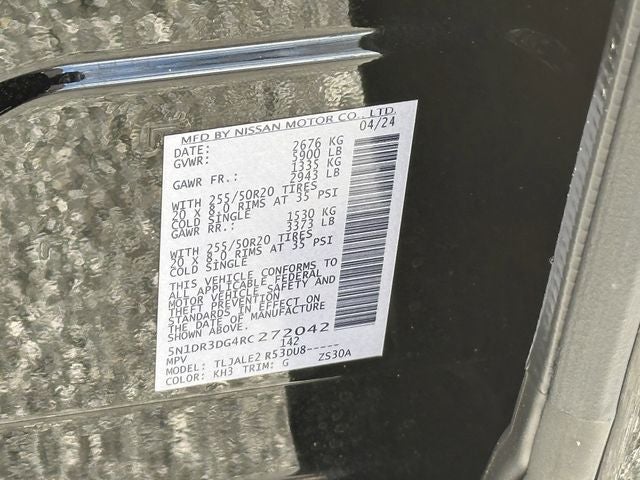 MFD BY NISSAN MOTOR CO., LTD.
DATE: 04/24
GVWR: 2676 KG
5900 LB
GAWR FR.: 1335 KG
2943 LB
WITH 255/50R20 TIRES
20 X 8.0 RIMS AT 35 PSI
COLD SINGLE
GAWR RR.: 1530 KG
3373 LB
WITH 255/50R20 TIRES
20 X 8.0 RIMS AT 35 PSI
COLD SINGLE
THIS VEHICLE CONFORMS TO
ALL APPLICABLE FEDERAL
MOTOR VEHICLE SAFETY AND
THEFT PREVENTION
STANDARDS IN EFFECT ON
THE DATE OF MANUFACTURE
SHOWN ABOVE.
5N1DR3DG4RC272042
MPV 142
MODEL: TLJALE2 R53DU8-----
COLOR: KH3 TRIM: G ZS30A